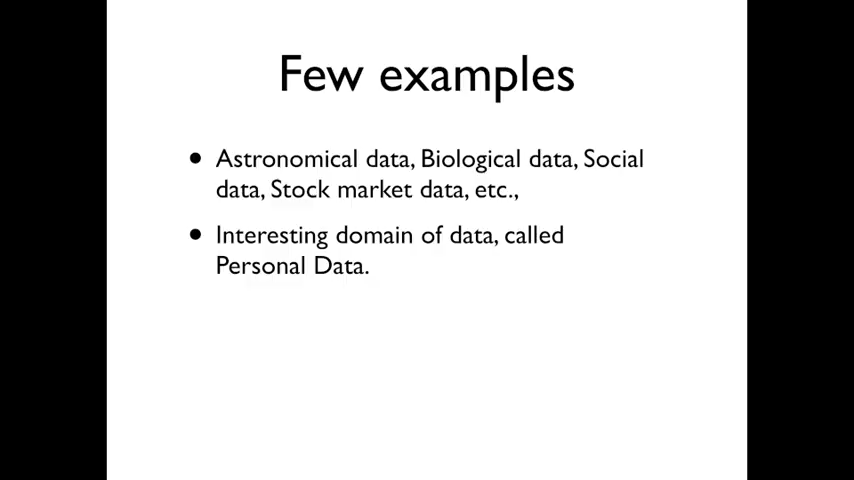 Few examples
• Astronomical data, Biological data, Social
data, Stock market data, etc.,
• Interesting domain of data, called
Personal Data.